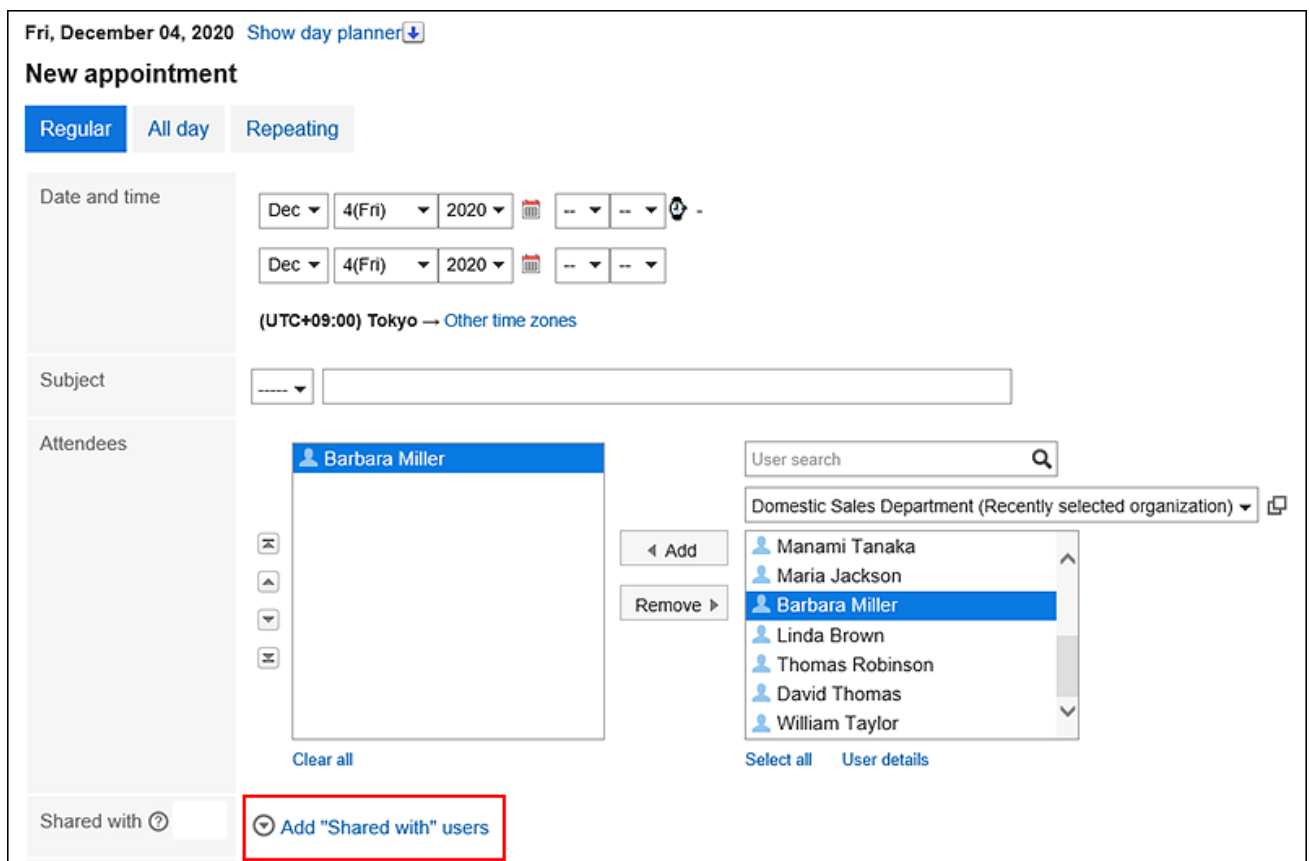 Fri, December 04, 2020 Show day planner
New appointment
Regular All day Repeating
Date and time
Dec 4(Fri) 2020 -- -- -
Dec 4(Fri) 2020 -- --
(UTC+09:00) Tokyo → Other time zones
Subject
-----
Attendees
Barbara Miller
User search
Domestic Sales Department (Recently selected organization)
Add
Remove
Manami Tanaka
Maria Jackson
Barbara Miller
Linda Brown
Thomas Robinson
David Thomas
William Taylor
Clear all
Select all User details
Shared with ?
Add "Shared with" users